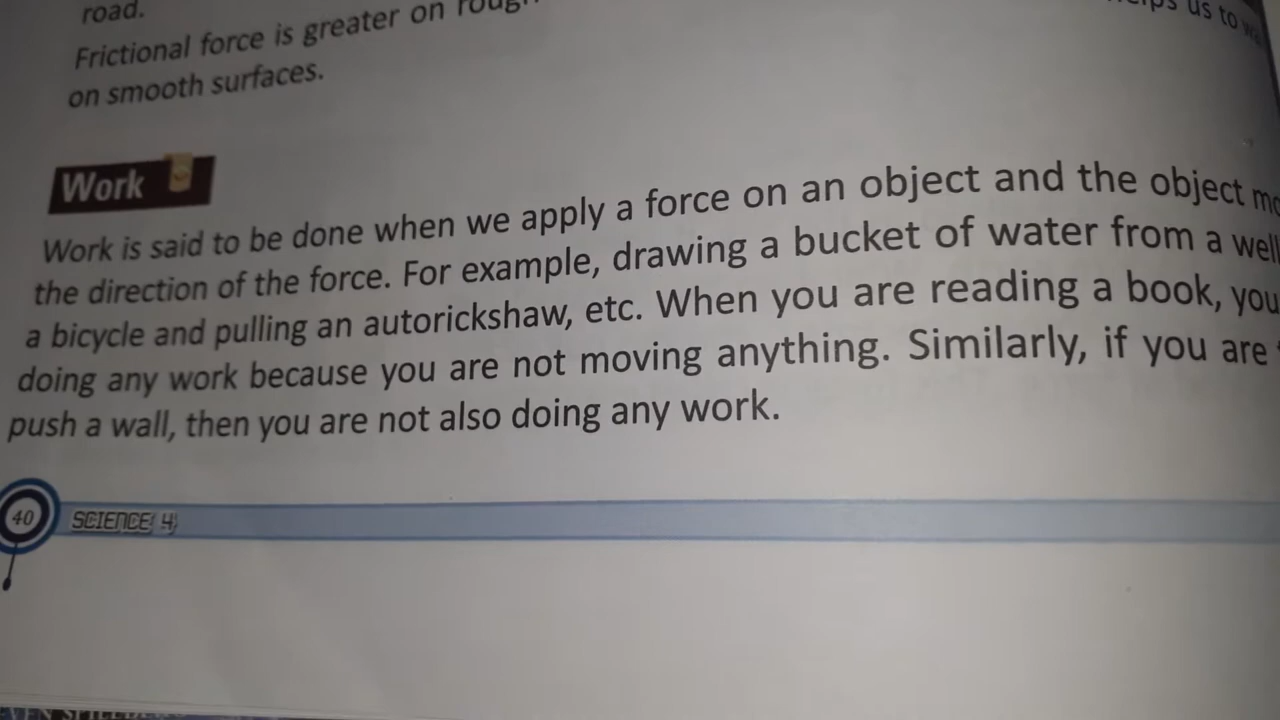 road.
Frictional force is greater on
on smooth surfaces.
us to
Work
Work is said to be done when we apply a force on an object and the object
the direction of the force. For example, drawing a bucket of water from a well
a bicycle and pulling an autorickshaw, etc. When you are reading a book, you
doing any work because you are not moving anything. Similarly, if you are
push a wall, then you are not also doing any work.
40
SCIENCE 4